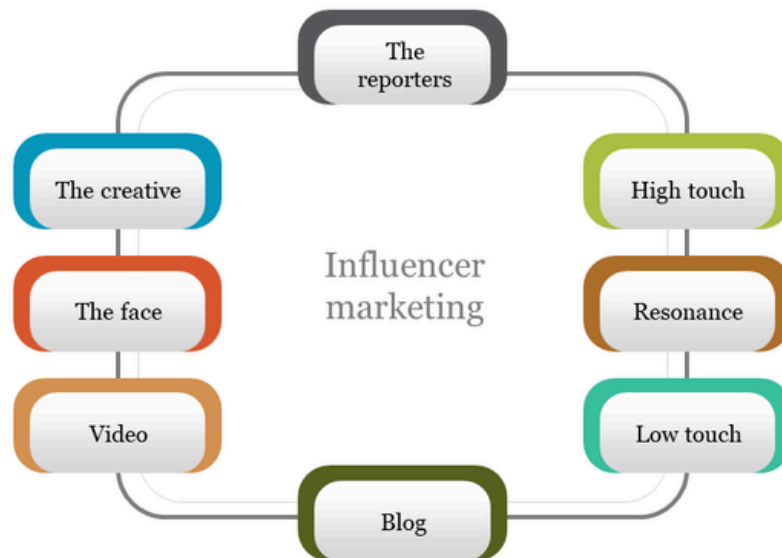 The
reporters
The creative
High touch
Influencer
marketing
The face
Resonance
Video
Low touch
Blog